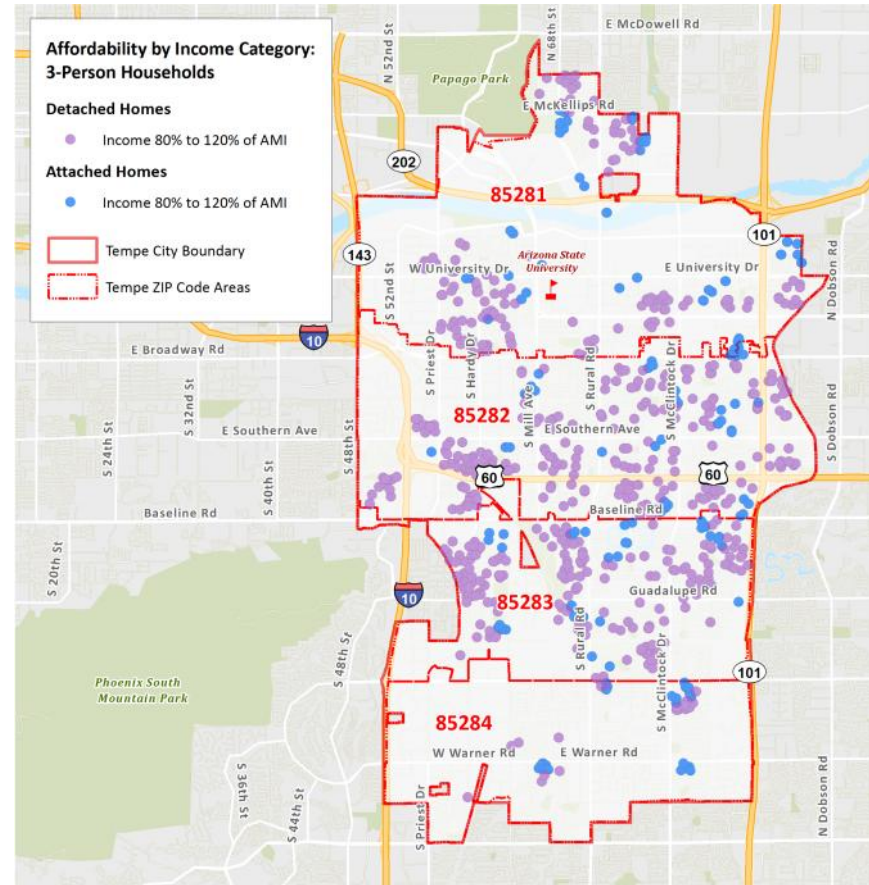 Affordability by Income Category:
3-Person Households
Detached Homes
Income 80% to 120% of AMI
Attached Homes
Income 80% to 120% of AMI
Tempe City Boundary
Tempe ZIP Code Areas
E McDowell Rd
N 68th St
N 52nd St
Papago Park
E McKellips Rd
202
85281
143
101
W University Dr
Arizona State
University
E University Dr
N Dobson Rd
S 52nd St
10
E Broadway Rd
S Priest Dr
S Hardy Dr
S Mill Ave
S Rural Rd
S McClintock Dr
S Dobson Rd
S 32nd St
85282
E Southern Ave
E Southern Ave
S 24th St
S 40th St
S 48th St
60
60
Baseline Rd
Baseline Rd
S 20th St
10
85283
Guadalupe Rd
S 48th St
S Rural Rd
S McClintock Dr
Phoenix South
Mountain Park
101
85284
W Warner Rd
E Warner Rd
S 36th St
S 44th St
S Priest Dr
N Dobson Rd